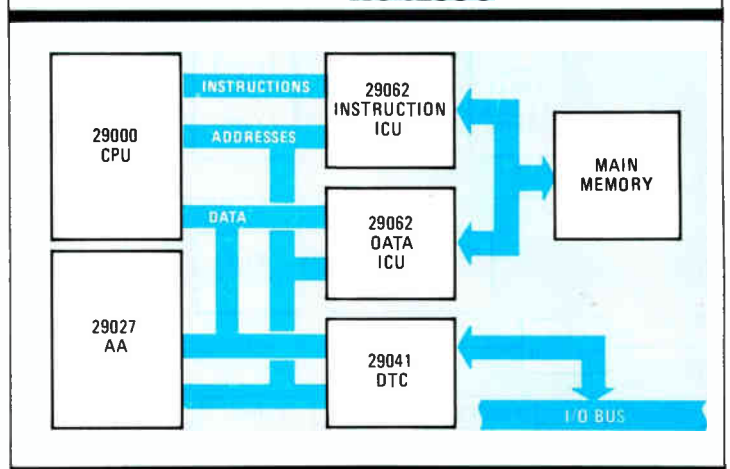 29000
CPU
INSTRUCTIONS
ADDRESSES
DATA
29062
INSTRUCTION
ICU
MAIN
MEMORY
29062
OATA
ICU
29027
AA
29041
DTC
I/O BUS